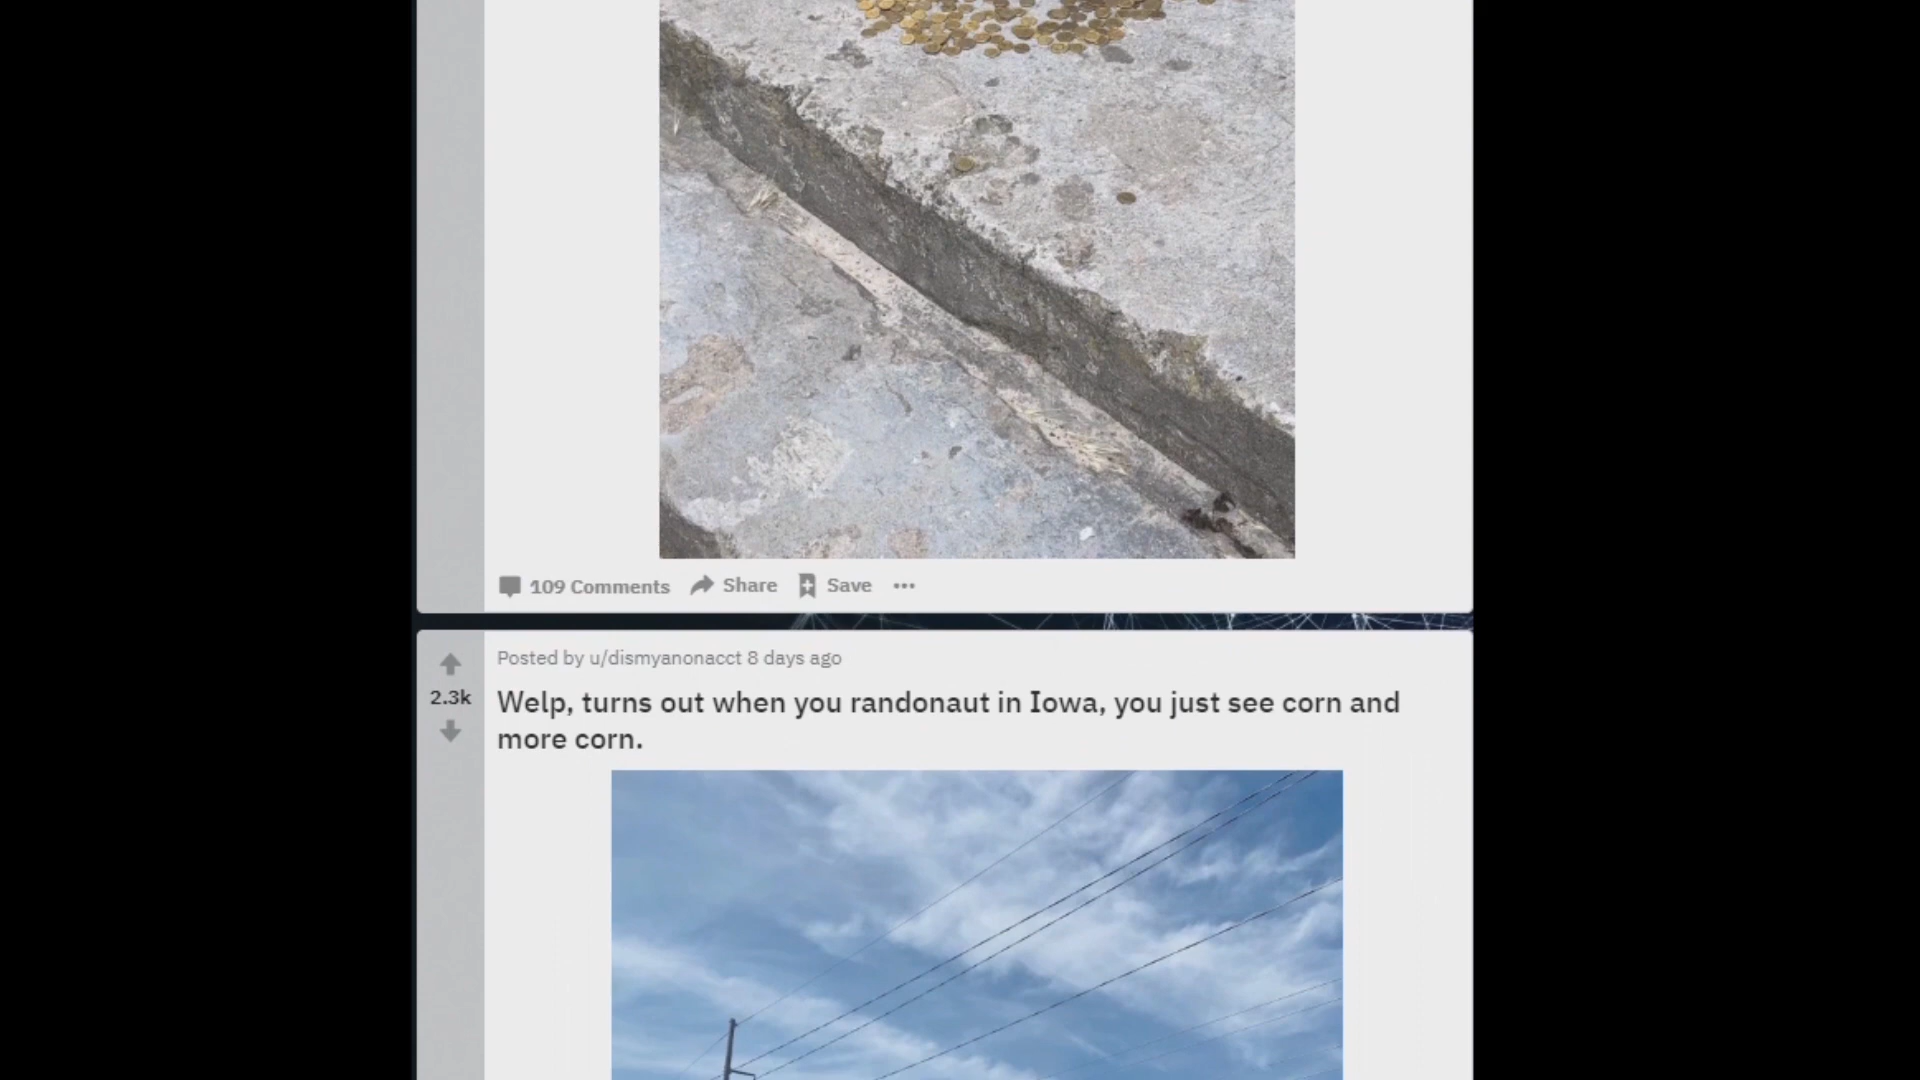 109 Comments Share Save
Posted by u/dismyanonacct 8 days ago
2.3k
Welp, turns out when you randonaut in Iowa, you just see corn and
more corn.